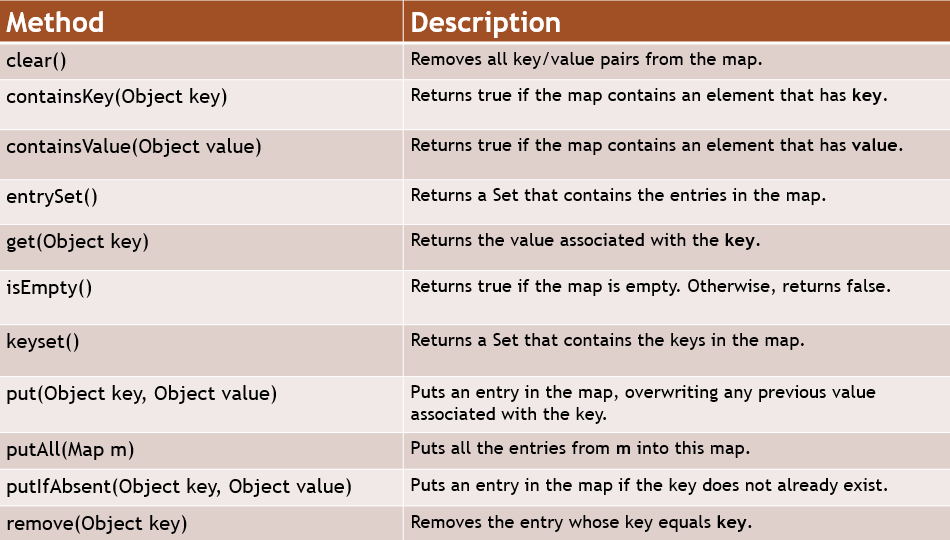 Method Description
clear() Removes all key/value pairs from the map.
containsKey(Object key) Returns true if the map contains an element that has key.
containsValue(Object value) Returns true if the map contains an element that has value.
entrySet() Returns a Set that contains the entries in the map.
get(Object key) Returns the value associated with the key.
isEmpty() Returns true if the map is empty. Otherwise, returns false.
keyset() Returns a Set that contains the keys in the map.
put(Object key, Object value) Puts an entry in the map, overwriting any previous value
associated with the key.
putAll(Map m) Puts all the entries from m into this map.
putIfAbsent(Object key, Object value) Puts an entry in the map if the key does not already exist.
remove(Object key) Removes the entry whose key equals key.